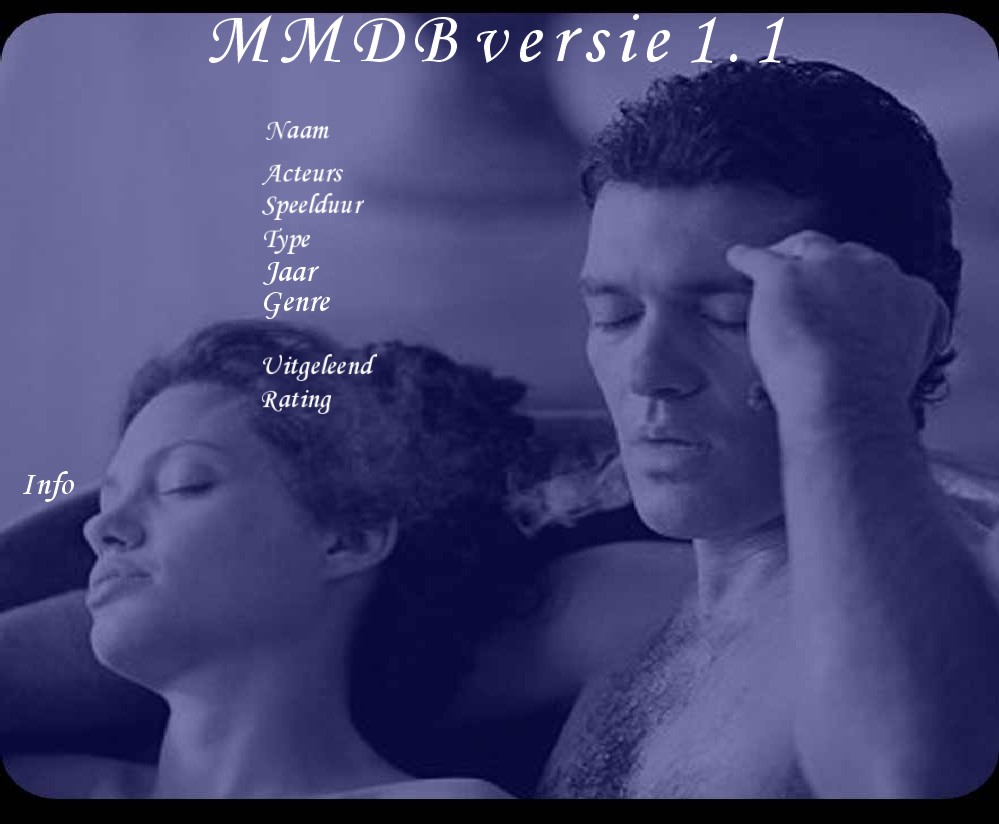 MMDB versie 1.1
Naam
Acteurs
Speelduur
Type
Jaar
Genre
Uitgeleend
Rating
Info